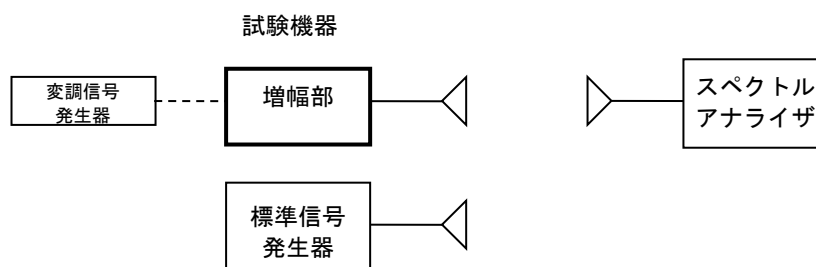 試験機器
変調信号
発生器
増幅部
スペクトル
アナライザ
標準信号
発生器